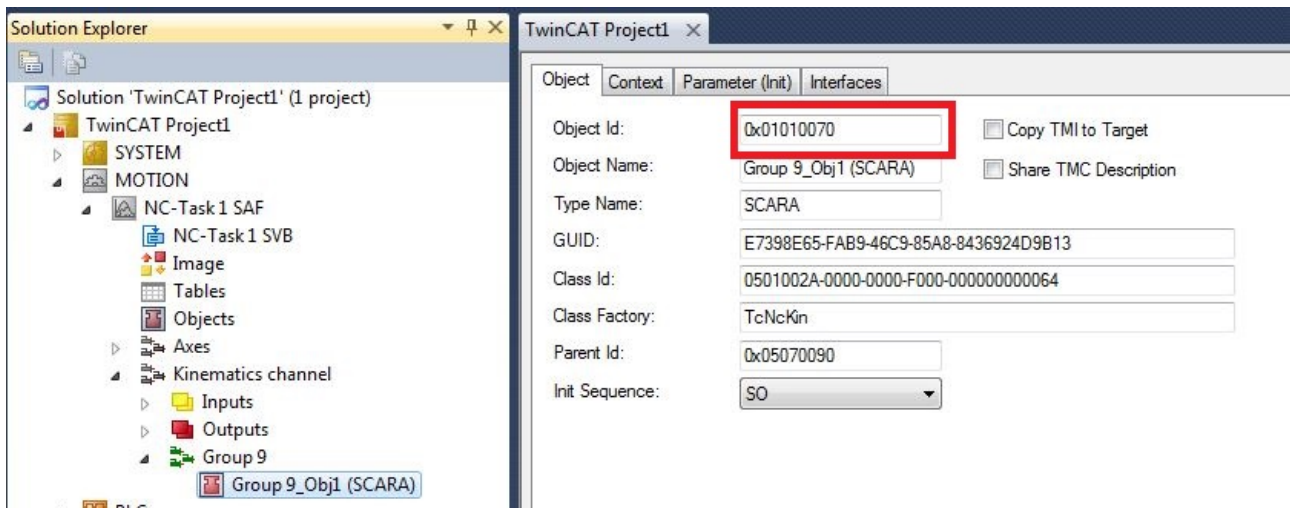 Solution Explorer
Solution 'TwinCAT Project1' (1 project)
TwinCAT Project1
SYSTEM
MOTION
NC-Task 1 SAF
NC-Task 1 SVB
Image
Tables
Objects
Axes
Kinematics channel
Inputs
Outputs
Group 9
Group 9_Obj1 (SCARA)
TwinCAT Project1
Object Context Parameter (Init) Interfaces
Object Id: 0x01010070 Copy TMI to Target
Object Name: Group 9_Obj1 (SCARA) Share TMC Description
Type Name: SCARA
GUID: E7398E65-FAB9-46C9-85A8-8436924D9B13
Class Id: 0501002A-0000-0000-F000-000000000064
Class Factory: TcNcKin
Parent Id: 0x05070090
Init Sequence: SO